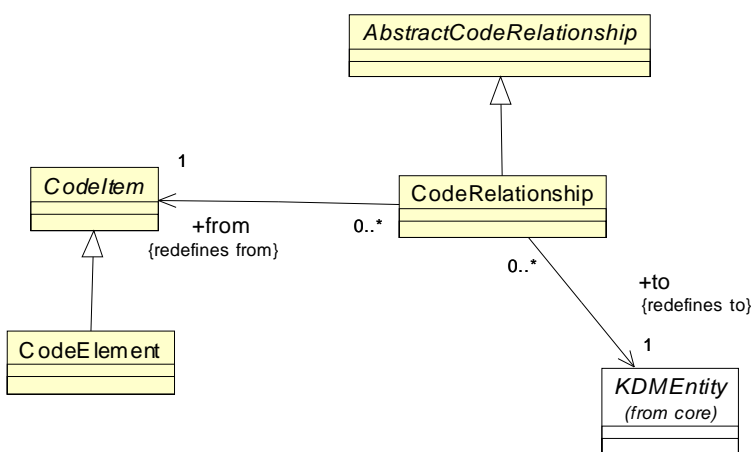 AbstractCodeRelationship
1
CodeItem
CodeRelationship
+from
0..*
{redefines from}
0..*
+to
{redefines to}
CodeElement
1
KDMEntity
(from core)